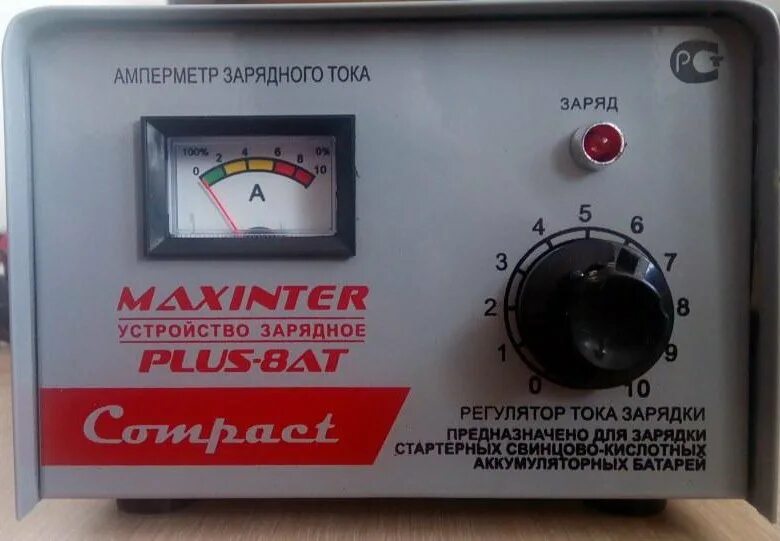 АМПЕРМЕТР ЗАРЯДНОГО ТОКА
РСТ
ЗАРЯД
100% 0%
0 2 4 6 8 10
A
MAXINTER
УСТРОЙСТВО ЗАРЯДНОЕ
PLUS-8AT
Compact
0 1 2 3 4 5 6 7 8 9 10
РЕГУЛЯТОР ТОКА ЗАРЯДКИ
ПРЕДНАЗНАЧЕНО ДЛЯ ЗАРЯДКИ
СТАРТЕРНЫХ СВИНЦОВО-КИСЛОТНЫХ
АККУМУЛЯТОРНЫХ БАТАРЕЙ